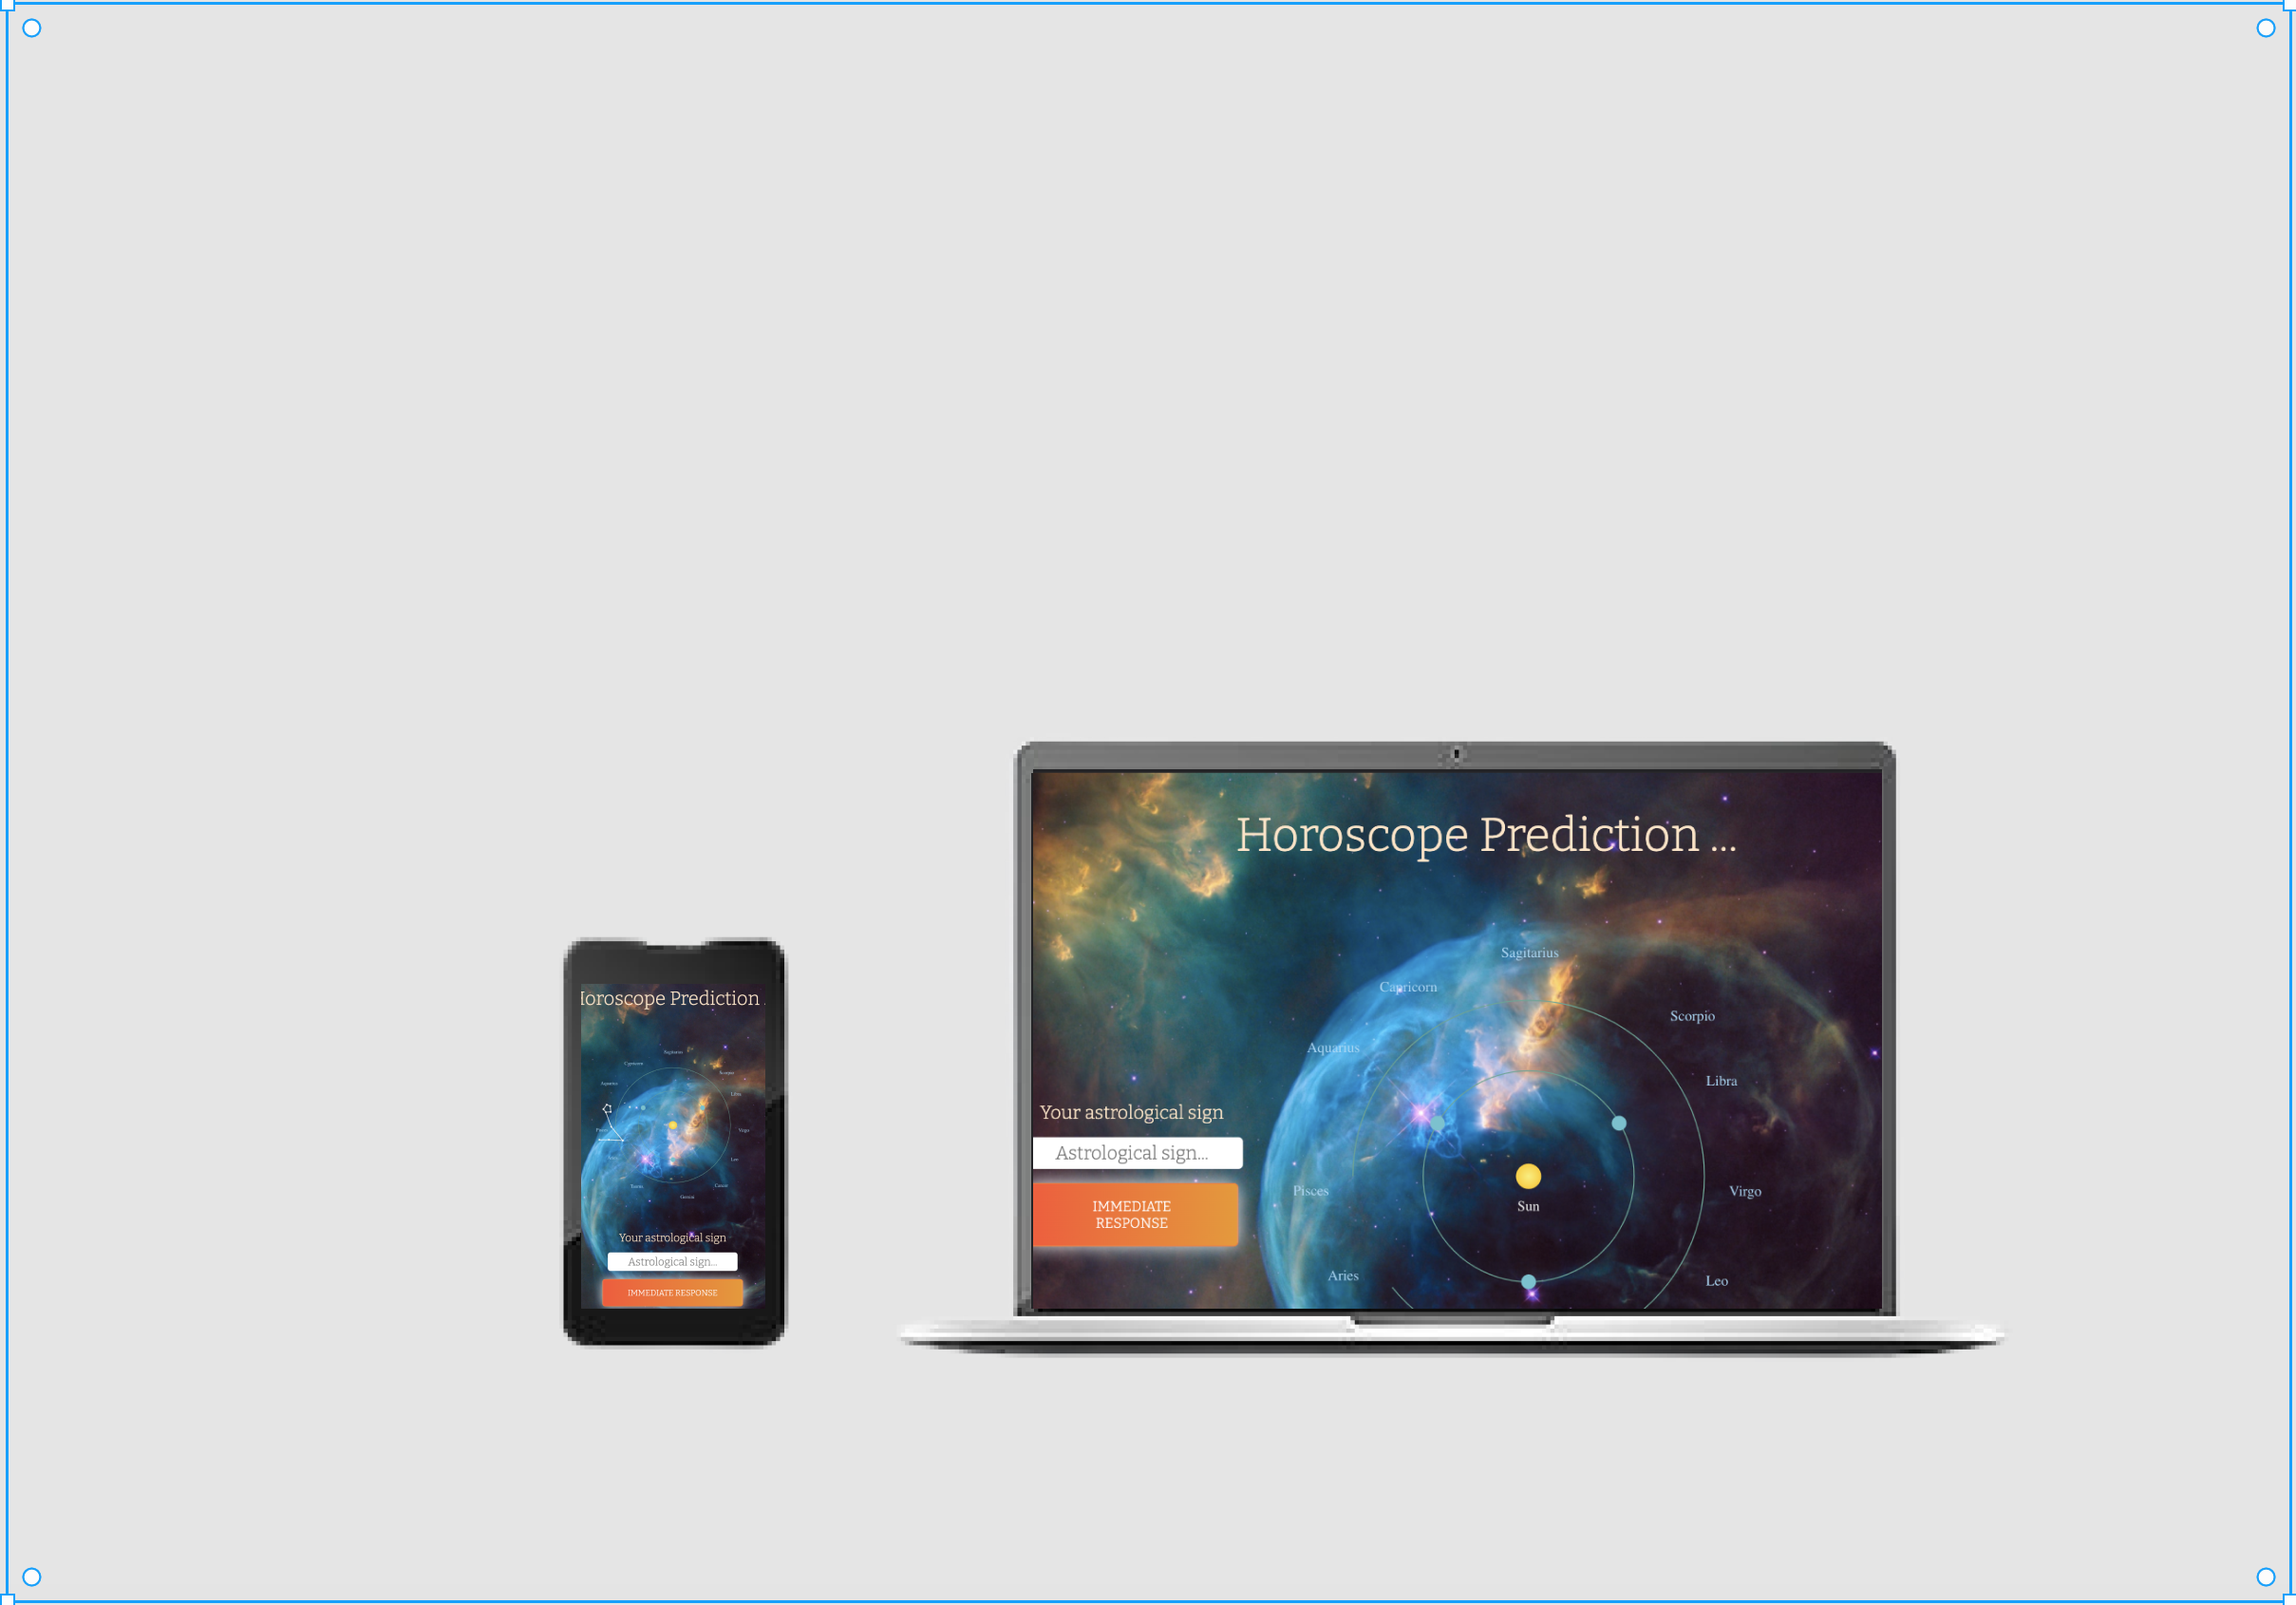 Horoscope Prediction
Sagitarius
Capricorn
Scorpio
Aquarius
Libra
Pisces
Virgo
Leo
Taurus
Cancer
Gemini
Your astrological sign
Astrological sign...
IMMEDIATE RESPONSE
Horoscope Prediction ...
Sagitarius
Capricorn
Scorpio
Aquarius
Libra
Your astrological sign
Astrological sign...
IMMEDIATE
RESPONSE
Pisces
Virgo
Sun
Aries
Leo